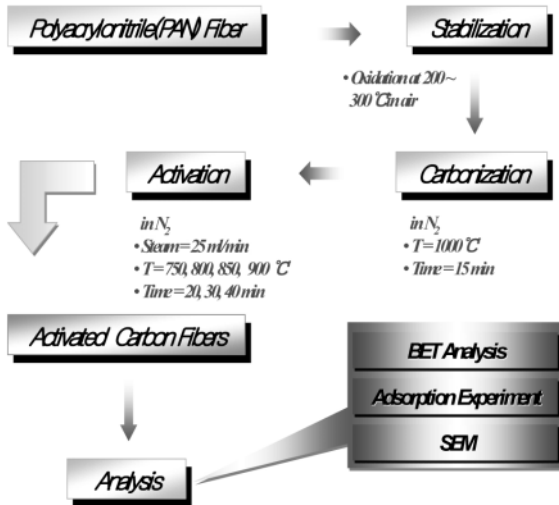 Polyacrylonitrile(PAN) Fiber
Stabilization
• Oxidation at 200~
300℃ in air
Carbonization
in N₂
• T=1000℃
• Time=15 min
Activation
in N₂
• Steam=25 ml/min
• T=750, 800, 850, 900 ℃
• Time=20, 30, 40 min
Activated Carbon Fibers
Analysis
BET Analysis
Adsorption Experiment
SEM